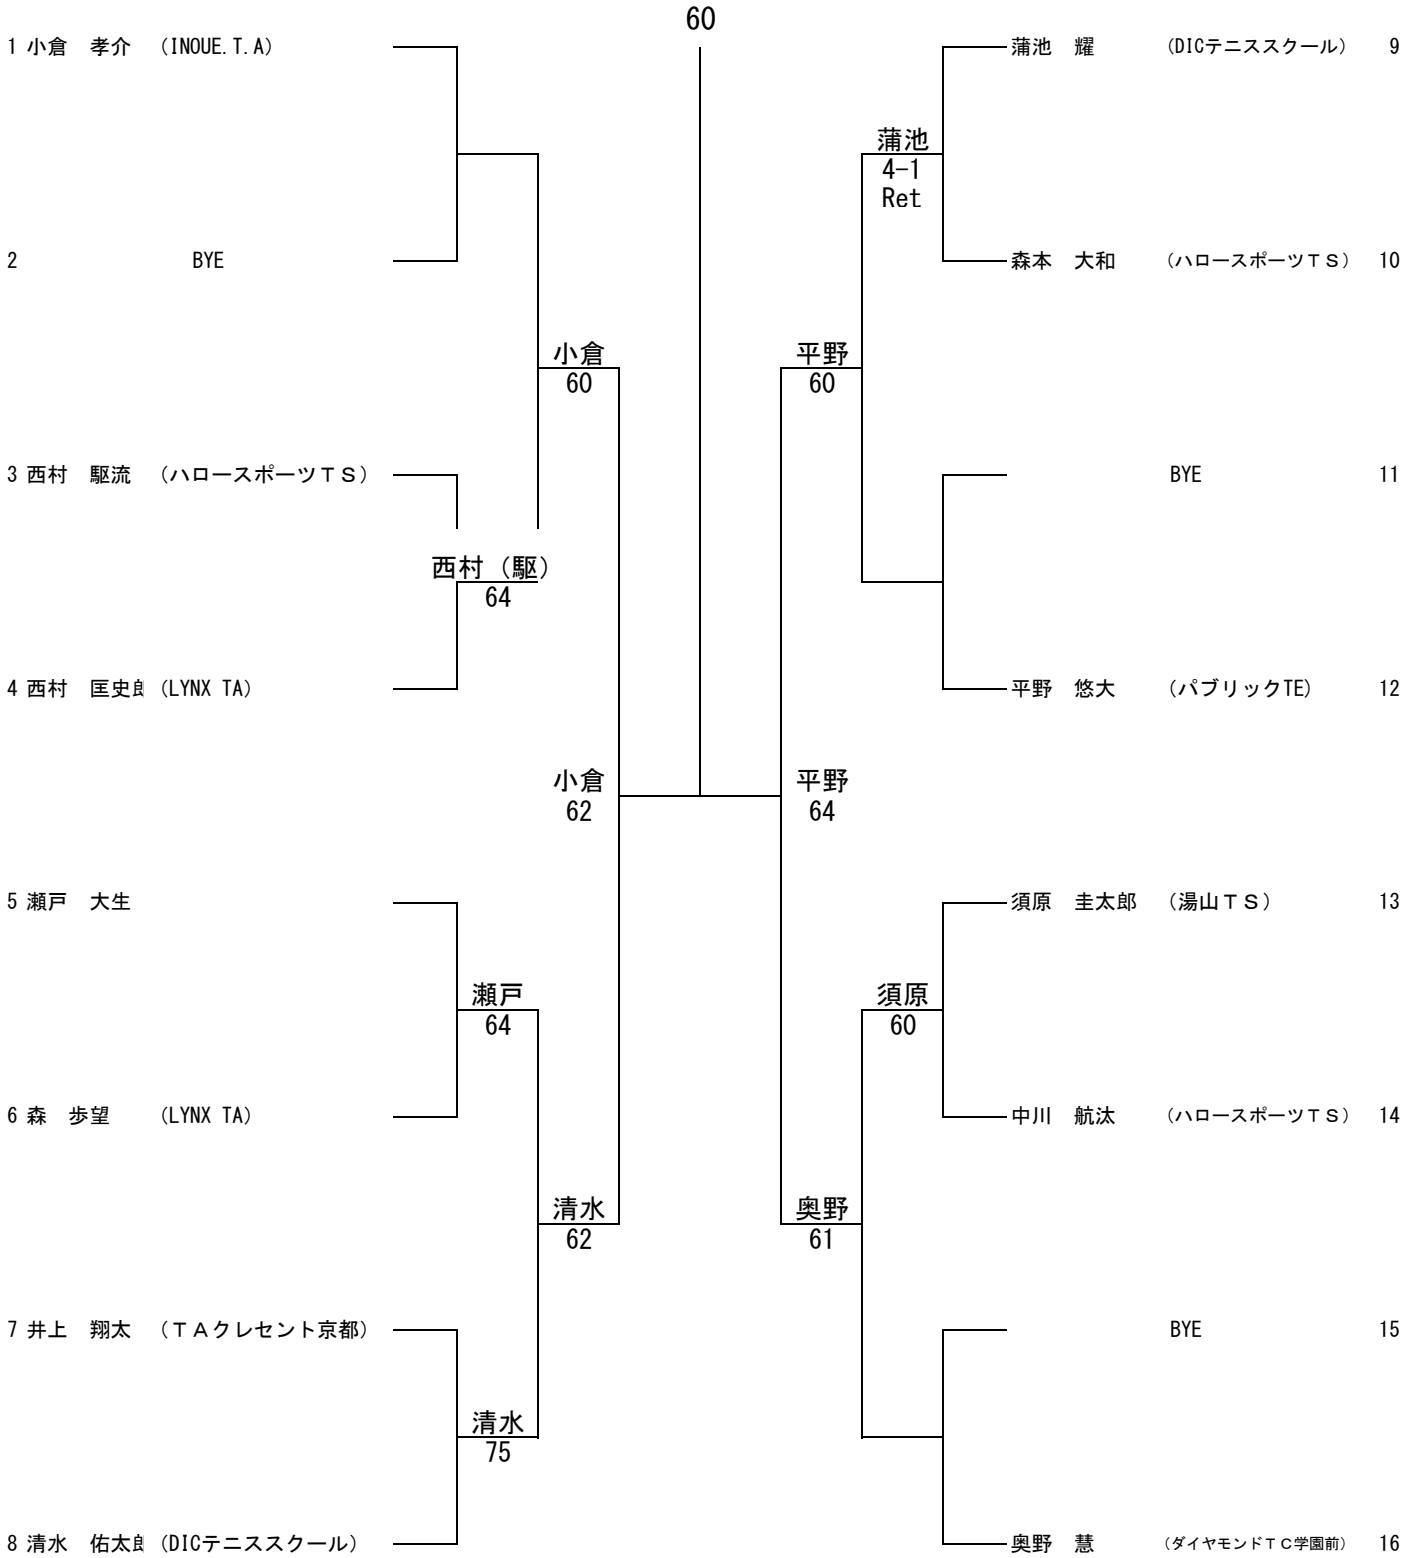 60
1 小倉　孝介　（INOUE.T.A）
蒲池　耀　（DICテニススクール）　9
蒲池
4-1
Ret
2　BYE
森本　大和　（ハロースポーツＴＳ）　10
小倉
60
平野
60
3 西村　駆流　（ハロースポーツＴＳ）
BYE　11
西村（駆）
64
4 西村　匡史郎（LYNX TA）
平野　悠大　（パブリックTE）　12
小倉
62
平野
64
5 瀬戸　大生
須原　圭太郎　（湯山ＴＳ）　13
瀬戸
64
須原
60
6 森　歩望　（LYNX TA）
中川　航汰　（ハロースポーツＴＳ）　14
清水
62
奥野
61
7 井上　翔太　（ＴＡクレセント京都）
BYE　15
清水
75
8 清水　佑太郎（DICテニススクール）
奥野　慧　（ダイヤモンドＴＣ学園前）　16